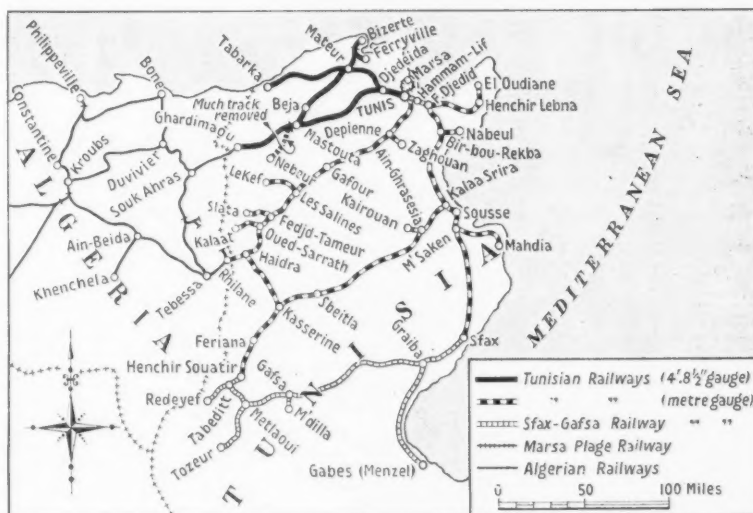 Philippeville
Bone
Tabarka
Mateur
Bizerte
Ferryville
Djedéida
Marsa
Hammam-Lif
F. Djedid
El Oudiane
Henchir Lebna
Nabeul
Bir-bou-Rekba
Constantine
Kroubs
Ghardimaou
Much track
removed
Beja
TUNIS
Mastouta
Depienne
Zaghouan
Duvivier
Souk Ahras
Nebeur
LeKef
Gafour
Les Salines
Ain-Ghrasesia
Kairouan
Kalaa Srira
Sousse
Slata
Kalaat
Fedjd-Tameur
Oued-Sarrath
Haidra
M'Saken
Mahdia
Ain-Beida
Khenchela
Tebessa
Rhilane
Sbeitla
Kasserine
Graiba
Sfax
Feriana
Henchir Souatir
Redeyef
Tabeditt
Gafsa
M'dilla
Metlaoui
Tozeur
Gabes (Menzel)
ALGERIA
TUNISIA
MEDITERRANEAN SEA
Tunisian Railways (4'.8½" gauge)
" " (metre gauge)
Sfax-Gafsa Railway " "
Marsa Plage Railway
Algerian Railways
0 50 100 Miles